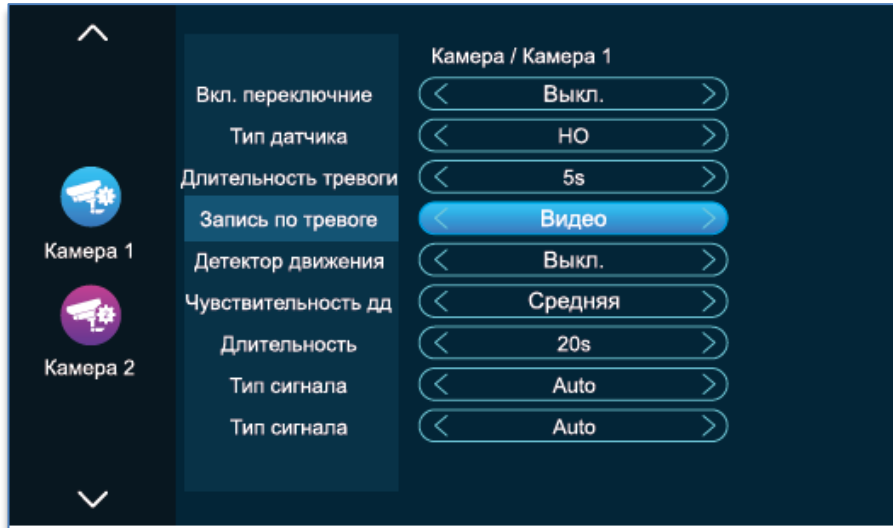 Камера / Камера 1
Вкл. переключние Выкл.
Тип датчика НО
Длительность тревоги 5s
Запись по тревоге Видео
Камера 1
Детектор движения Выкл.
Чувствительность дд Средняя
Длительность 20s
Камера 2
Тип сигнала Auto
Тип сигнала Auto